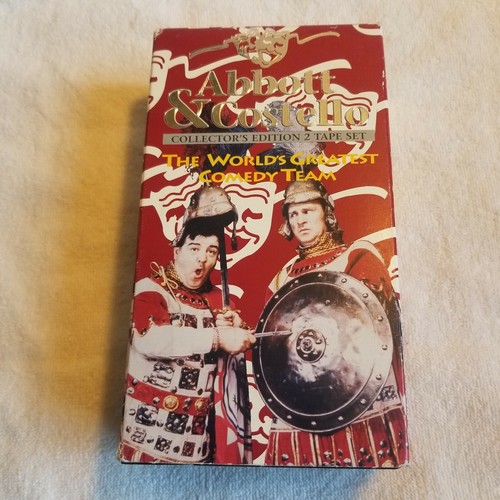 Abbott
& Costello
COLLECTOR'S EDITION 2 TAPE SET
THE WORLD'S GREATEST
COMEDY TEAM